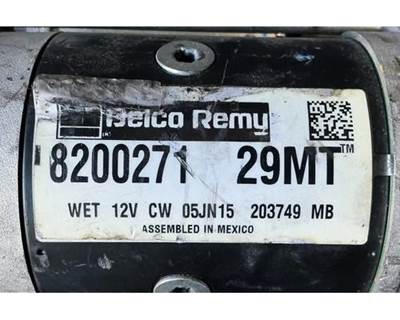 Delco Remy
8200271 29MT™
WET 12V CW 05JN15 203749 MB
ASSEMBLED IN MEXICO